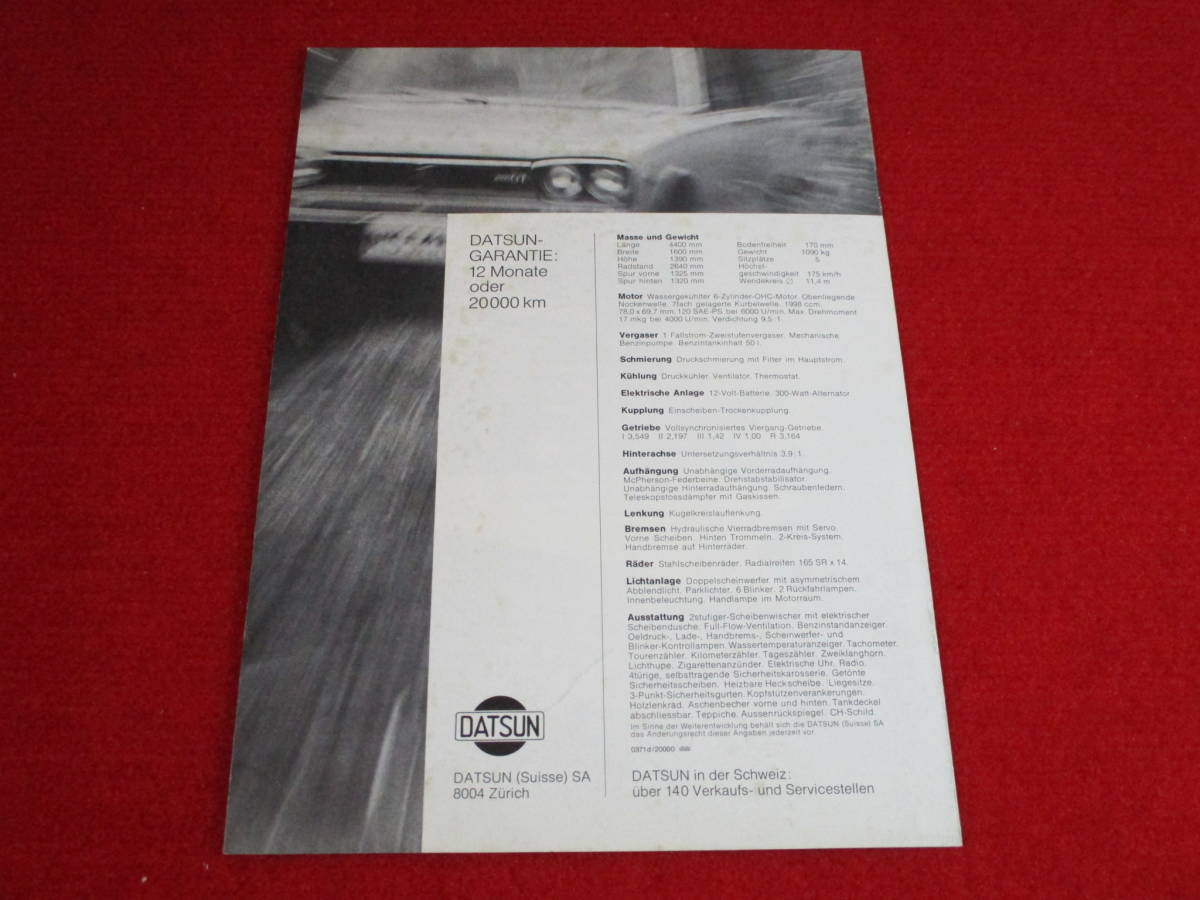 DATSUN-
GARANTIE:
12 Monate
oder
20000 km
Masse und Gewicht
Länge 4400 mm
Breite 1600 mm
Höhe 1390 mm
Radstand 2640 mm
Spur vorne 1325 mm
Spur hinten 1320 mm
Bodenfreiheit 170 mm
Gewicht 1090 kg
Sitzplätze 5
Höchst-
geschwindigkeit 175 km/h
Wendekreis ∅ 11,4 m
Motor Wassergekühlter 6-Zylinder-OHC-Motor. Obenliegende
Nockenwelle. 7fach gelagerte Kurbelwelle. 1998 ccm.
78,0 x 69,7 mm. 120 SAE-PS bei 6000 U/min. Max. Drehmoment
17 mkg bei 4000 U/min. Verdichtung 9,5:1.
Vergaser 1 Fallstrom-Zweistufenvergaser. Mechanische
Benzinpumpe. Benzintankinhalt 50 l.
Schmierung Druckschmierung mit Filter im Hauptstrom.
Kühlung Druckkühler. Ventilator. Thermostat.
Elektrische Anlage 12-Volt-Batterie. 300-Watt-Alternator
Kupplung Einscheiben-Trockenkupplung.
Getriebe Vollsynchronisiertes Viergang-Getriebe.
I 3,549 II 2,197 III 1,42 IV 1,00 R 3,164
Hinterachse Untersetzungsverhältnis 3,9:1.
Aufhängung Unabhängige Vorderradaufhängung.
McPherson-Federbeine. Drehstabstabilisator.
Unabhängige Hinterradaufhängung. Schraubenfedern.
Teleskopstossdämpfer mit Gaskissen.
Lenkung Kugelkreislauflenkung.
Bremsen Hydraulische Vierradbremsen mit Servo.
Vorne Scheiben. Hinten Trommeln. 2-Kreis-System.
Handbremse auf Hinterräder.
Räder Stahlscheibenräder. Radialreifen 165 SR x 14.
Lichtanlage Doppelscheinwerfer mit asymmetrischem
Abblendlicht. Parklichter. 6 Blinker. 2 Rückfahrlampen.
Innenbeleuchtung. Handlampe im Motorraum.
Ausstattung 2stufiger-Scheibenwischer mit elektrischer
Scheibendusche. Full-Flow-Ventilation. Benzinstandanzeiger.
Oeldruck-, Lade-, Handbrems-, Scheinwerfer- und
Blinker-Kontrollampen. Wassertemperaturanzeiger. Tachometer.
Tourenzähler. Kilometerzähler. Tageszähler. Zweiklanghorn.
Lichthupe. Zigarettenanzünder. Elektrische Uhr. Radio.
4türige, selbsttragende Sicherheitskarosserie. Getönte
Sicherheitsscheiben. Heizbare Heckscheibe. Liegesitze.
3-Punkt-Sicherheitsgurten. Kopfstützenverankerungen.
Holzlenkrad. Aschenbecher vorne und hinten. Tankdeckel
abschliessbar. Teppiche. Aussenrückspiegel. CH-Schild.
Im Sinne der Weiterentwicklung behält sich die DATSUN (Suisse) SA
das Änderungsrecht dieser Angaben jederzeit vor.
0371d/20000
DATSUN
DATSUN (Suisse) SA
8004 Zürich
DATSUN in der Schweiz:
über 140 Verkaufs- und Servicestellen